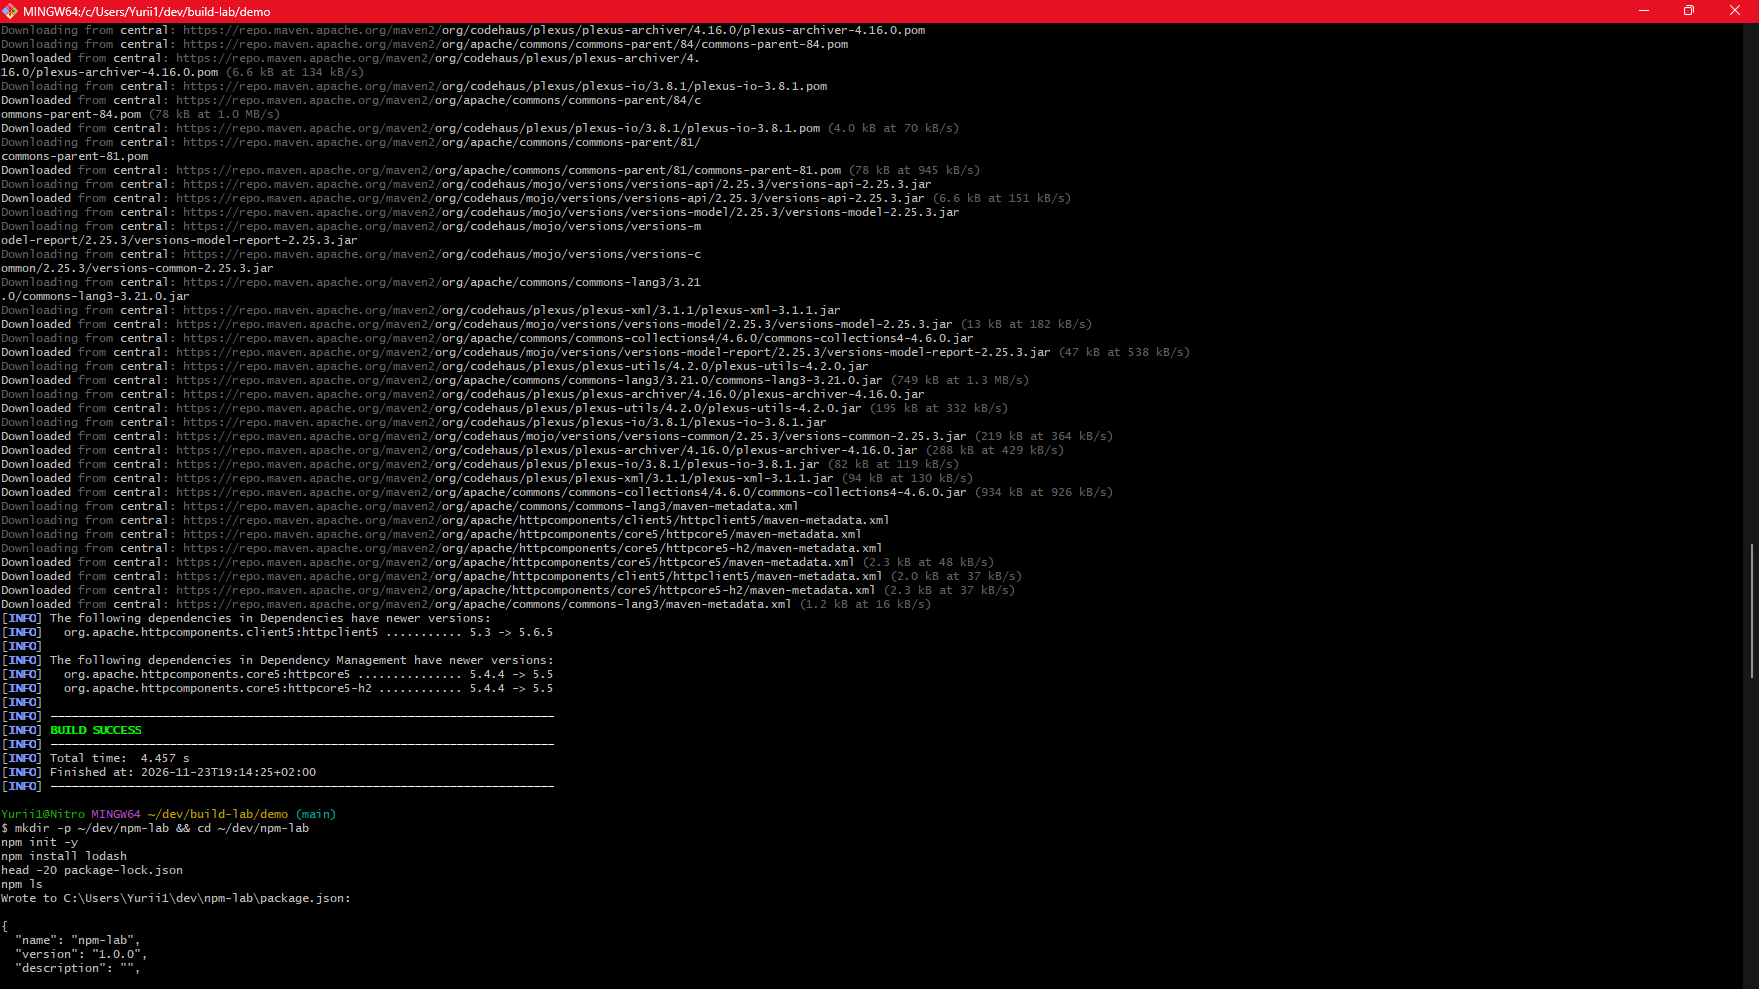 MINGW64:/c/Users/Yurii1/dev/build-lab/demo
Downloading from central: https://repo.maven.apache.org/maven2/org/codehaus/plexus/plexus-archiver/4.16.0/plexus-archiver-4.16.0.pom
Downloading from central: https://repo.maven.apache.org/maven2/org/apache/commons/commons-parent/84/commons-parent-84.pom
Downloaded from central: https://repo.maven.apache.org/maven2/org/codehaus/plexus/plexus-archiver/4.
16.0/plexus-archiver-4.16.0.pom (6.6 kB at 134 kB/s)
Downloading from central: https://repo.maven.apache.org/maven2/org/codehaus/plexus/plexus-io/3.8.1/plexus-io-3.8.1.pom
Downloaded from central: https://repo.maven.apache.org/maven2/org/apache/commons/commons-parent/84/c
ommons-parent-84.pom (78 kB at 1.0 MB/s)
Downloaded from central: https://repo.maven.apache.org/maven2/org/codehaus/plexus/plexus-io/3.8.1/plexus-io-3.8.1.pom (4.0 kB at 70 kB/s)
Downloading from central: https://repo.maven.apache.org/maven2/org/apache/commons/commons-parent/81/
commons-parent-81.pom
Downloaded from central: https://repo.maven.apache.org/maven2/org/apache/commons/commons-parent/81/commons-parent-81.pom (78 kB at 945 kB/s)
Downloading from central: https://repo.maven.apache.org/maven2/org/codehaus/mojo/versions/versions-api/2.25.3/versions-api-2.25.3.jar
Downloaded from central: https://repo.maven.apache.org/maven2/org/codehaus/mojo/versions/versions-api/2.25.3/versions-api-2.25.3.jar (6.6 kB at 151 kB/s)
Downloading from central: https://repo.maven.apache.org/maven2/org/codehaus/mojo/versions/versions-model/2.25.3/versions-model-2.25.3.jar
Downloading from central: https://repo.maven.apache.org/maven2/org/codehaus/mojo/versions/versions-m
odel-report/2.25.3/versions-model-report-2.25.3.jar
Downloading from central: https://repo.maven.apache.org/maven2/org/codehaus/mojo/versions/versions-c
ommon/2.25.3/versions-common-2.25.3.jar
Downloading from central: https://repo.maven.apache.org/maven2/org/apache/commons/commons-lang3/3.21
.0/commons-lang3-3.21.0.jar
Downloading from central: https://repo.maven.apache.org/maven2/org/codehaus/plexus/plexus-xml/3.1.1/plexus-xml-3.1.1.jar
Downloaded from central: https://repo.maven.apache.org/maven2/org/codehaus/mojo/versions/versions-model/2.25.3/versions-model-2.25.3.jar (13 kB at 182 kB/s)
Downloading from central: https://repo.maven.apache.org/maven2/org/apache/commons/commons-collections4/4.6.0/commons-collections4-4.6.0.jar
Downloaded from central: https://repo.maven.apache.org/maven2/org/codehaus/mojo/versions/versions-model-report/2.25.3/versions-model-report-2.25.3.jar (47 kB at 538 kB/s)
Downloading from central: https://repo.maven.apache.org/maven2/org/codehaus/plexus/plexus-utils/4.2.0/plexus-utils-4.2.0.jar
Downloaded from central: https://repo.maven.apache.org/maven2/org/apache/commons/commons-lang3/3.21.0/commons-lang3-3.21.0.jar (749 kB at 1.3 MB/s)
Downloading from central: https://repo.maven.apache.org/maven2/org/codehaus/plexus/plexus-archiver/4.16.0/plexus-archiver-4.16.0.jar
Downloaded from central: https://repo.maven.apache.org/maven2/org/codehaus/plexus/plexus-utils/4.2.0/plexus-utils-4.2.0.jar (195 kB at 332 kB/s)
Downloading from central: https://repo.maven.apache.org/maven2/org/codehaus/plexus/plexus-io/3.8.1/plexus-io-3.8.1.jar
Downloaded from central: https://repo.maven.apache.org/maven2/org/codehaus/mojo/versions/versions-common/2.25.3/versions-common-2.25.3.jar (219 kB at 364 kB/s)
Downloaded from central: https://repo.maven.apache.org/maven2/org/codehaus/plexus/plexus-archiver/4.16.0/plexus-archiver-4.16.0.jar (288 kB at 429 kB/s)
Downloaded from central: https://repo.maven.apache.org/maven2/org/codehaus/plexus/plexus-io/3.8.1/plexus-io-3.8.1.jar (82 kB at 119 kB/s)
Downloaded from central: https://repo.maven.apache.org/maven2/org/codehaus/plexus/plexus-xml/3.1.1/plexus-xml-3.1.1.jar (94 kB at 130 kB/s)
Downloaded from central: https://repo.maven.apache.org/maven2/org/apache/commons/commons-collections4/4.6.0/commons-collections4-4.6.0.jar (934 kB at 926 kB/s)
Downloading from central: https://repo.maven.apache.org/maven2/org/apache/commons/commons-lang3/maven-metadata.xml
Downloading from central: https://repo.maven.apache.org/maven2/org/apache/httpcomponents/client5/httpclient5/maven-metadata.xml
Downloading from central: https://repo.maven.apache.org/maven2/org/apache/httpcomponents/core5/httpcore5/maven-metadata.xml
Downloading from central: https://repo.maven.apache.org/maven2/org/apache/httpcomponents/core5/httpcore5-h2/maven-metadata.xml
Downloaded from central: https://repo.maven.apache.org/maven2/org/apache/httpcomponents/core5/httpcore5/maven-metadata.xml (2.3 kB at 48 kB/s)
Downloaded from central: https://repo.maven.apache.org/maven2/org/apache/httpcomponents/client5/httpclient5/maven-metadata.xml (2.0 kB at 37 kB/s)
Downloaded from central: https://repo.maven.apache.org/maven2/org/apache/httpcomponents/core5/httpcore5-h2/maven-metadata.xml (2.3 kB at 37 kB/s)
Downloaded from central: https://repo.maven.apache.org/maven2/org/apache/commons/commons-lang3/maven-metadata.xml (1.2 kB at 16 kB/s)
[INFO] The following dependencies in Dependencies have newer versions:
[INFO]   org.apache.httpcomponents.client5:httpclient5 ........... 5.3 -> 5.6.5
[INFO]
[INFO] The following dependencies in Dependency Management have newer versions:
[INFO]   org.apache.httpcomponents.core5:httpcore5 ............... 5.4.4 -> 5.5
[INFO]   org.apache.httpcomponents.core5:httpcore5-h2 ............ 5.4.4 -> 5.5
[INFO]
[INFO] ------------------------------------------------------------------------
[INFO] BUILD SUCCESS
[INFO] ------------------------------------------------------------------------
[INFO] Total time:  4.457 s
[INFO] Finished at: 2026-11-23T19:14:25+02:00
[INFO] ------------------------------------------------------------------------
Yurii1@Nitro MINGW64 ~/dev/build-lab/demo (main)
$ mkdir -p ~/dev/npm-lab && cd ~/dev/npm-lab
npm init -y
npm install lodash
head -20 package-lock.json
npm ls
Wrote to C:\Users\Yurii1\dev\npm-lab\package.json:
{
  "name": "npm-lab",
  "version": "1.0.0",
  "description": "",